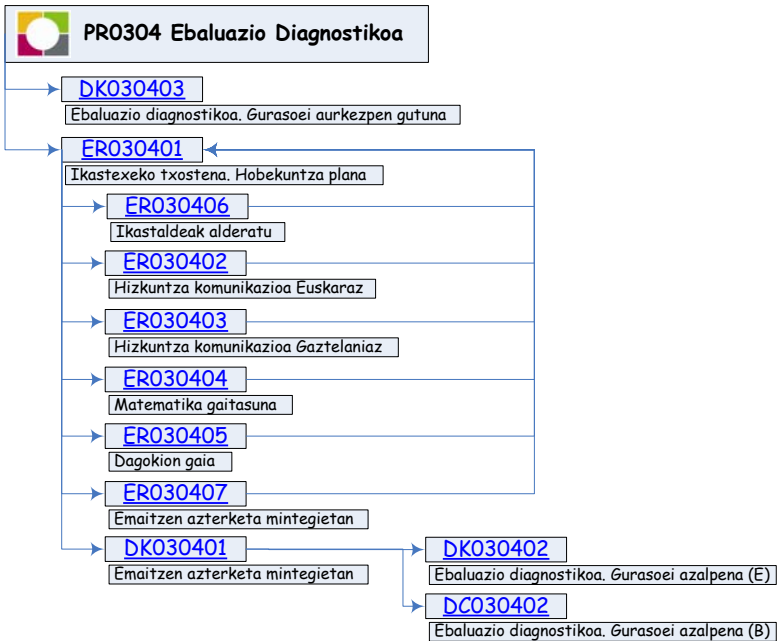 PR0304 Ebaluazio Diagnostikoa
DK030403
Ebaluazio diagnostikoa. Gurasoei aurkezpen gutuna
ER030401
Ikastexeko txostena. Hobekuntza plana
ER030406
Ikastaldeak alderatu
ER030402
Hizkuntza komunikazioa Euskaraz
ER030403
Hizkuntza komunikazioa Gaztelaniaz
ER030404
Matematika gaitasuna
ER030405
Dagokion gaia
ER030407
Emaitzen azterketa mintegietan
DK030401
Emaitzen azterketa mintegietan
DK030402
Ebaluazio diagnostikoa. Gurasoei azalpena (E)
DC030402
Ebaluazio diagnostikoa. Gurasoei azalpena (B)